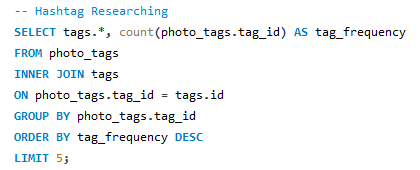 -- Hashtag Researching
SELECT tags.*, count(photo_tags.tag_id) AS tag_frequency
FROM photo_tags
INNER JOIN tags
ON photo_tags.tag_id = tags.id
GROUP BY photo_tags.tag_id
ORDER BY tag_frequency DESC
LIMIT 5;